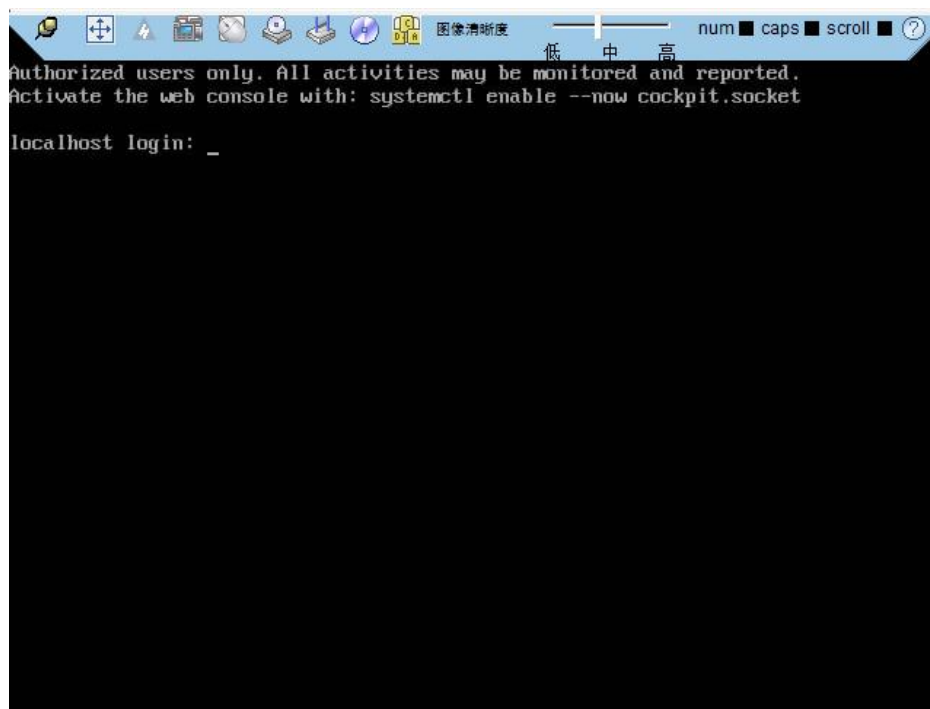 图像清晰度 低 中 高 num caps scroll ?
Authorized users only. All activities may be monitored and reported.
Activate the web console with: systemctl enable --now cockpit.socket
localhost login: _